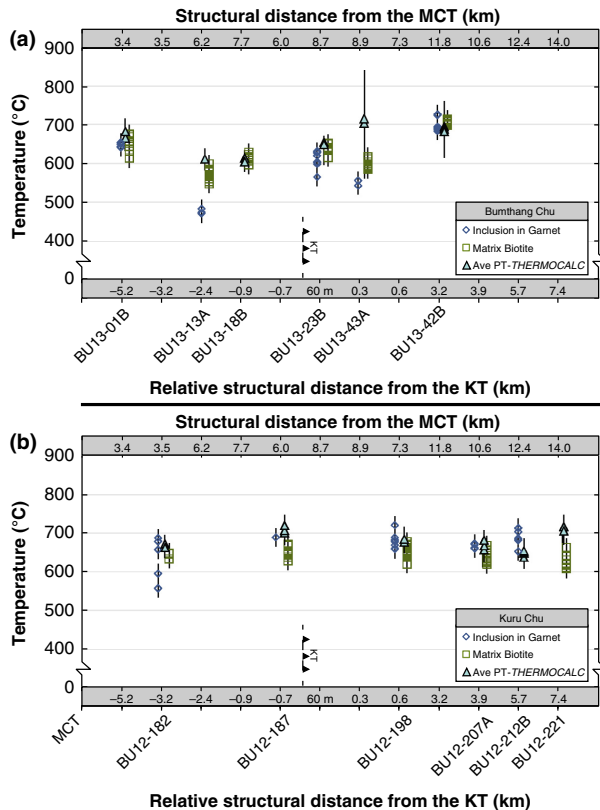 Structural distance from the MCT (km)
(a)
3.4 3.5 6.2 7.7 6.0 8.7 8.9 7.3 11.8 10.6 12.4 14.0
900
800
700
600
500
400
0
Temperature (°C)
KT
Bumthang Chu
Inclusion in Garnet
Matrix Biotite
Ave PT-THERMOCALC
−5.2 −3.2 −2.4 −0.9 −0.7 60 m 0.3 0.6 3.2 3.9 5.7 7.4
BU13-01B BU13-13A BU13-18B BU13-23B BU13-43A BU13-42B
Relative structural distance from the KT (km)
Structural distance from the MCT (km)
(b)
3.4 3.5 6.2 7.7 6.0 8.7 8.9 7.3 11.8 10.6 12.4 14.0
900
800
700
600
500
400
0
Temperature (°C)
KT
Kuru Chu
Inclusion in Garnet
Matrix Biotite
Ave PT-THERMOCALC
−5.2 −3.5 −2.4 −0.9 −0.7 60 m 0.3 0.6 3.2 3.9 5.7 7.4
MCT BU12-182 BU12-187 BU12-198 BU12-207A BU12-212B BU12-221
Relative structural distance from the KT (km)